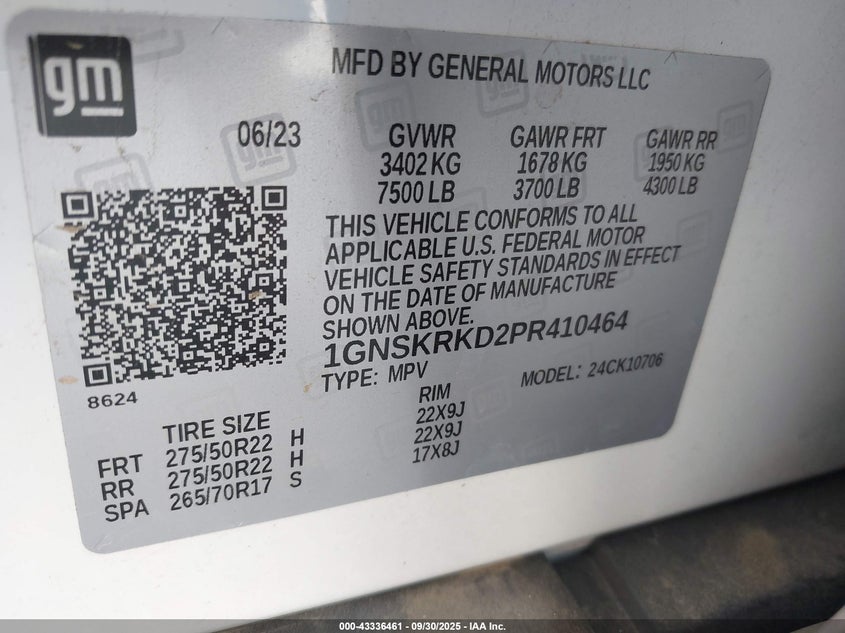 gm
MFD BY GENERAL MOTORS LLC
06/23 GVWR GAWR FRT GAWR RR
3402 KG 1678 KG 1950 KG
7500 LB 3700 LB 4300 LB
THIS VEHICLE CONFORMS TO ALL
APPLICABLE U.S. FEDERAL MOTOR
VEHICLE SAFETY STANDARDS IN EFFECT
ON THE DATE OF MANUFACTURE
SHOWN ABOVE.
1GNSKRKD2PR410464
TYPE: MPV MODEL: 24CK10706
8624
TIRE SIZE RIM
FRT 275/50R22 H 22X9J
RR 275/50R22 H 22X9J
SPA 265/70R17 S 17X8J
000-43336461 - 09/30/2025 - IAA Inc.